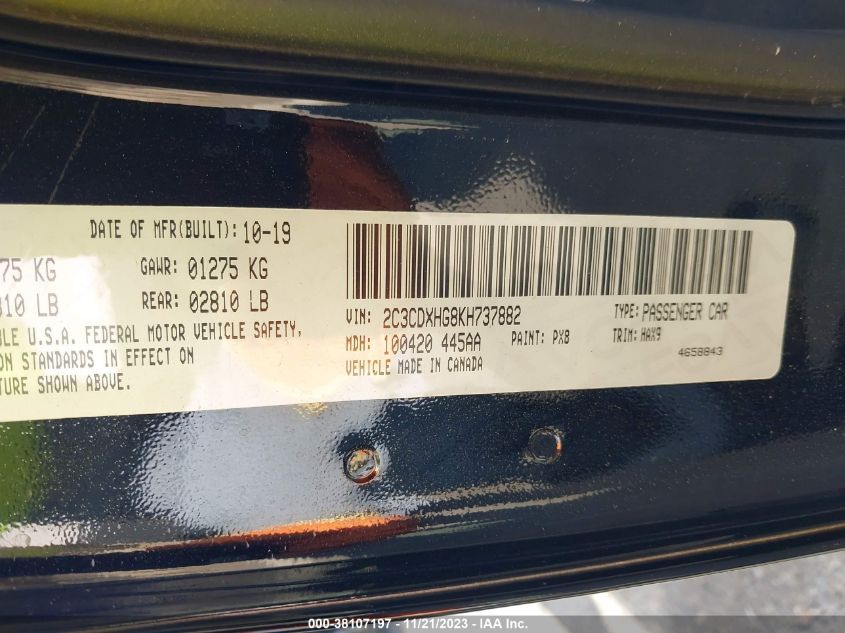 DATE OF MFR(BUILT): 10-19
75 KG GAWR: 01275 KG
810 LB REAR: 02810 LB
BLE U.S.A. FEDERAL MOTOR VEHICLE SAFETY,
ON STANDARDS IN EFFECT ON
TURE SHOWN ABOVE.
VIN: 2C3CDXHG8KH737882 TYPE: PASSENGER CAR
MDH: 100420 445AA PAINT: PX8 TRIM: HAX9
VEHICLE MADE IN CANADA 4658843
000-38107197 - 11/21/2023 - IAA Inc.